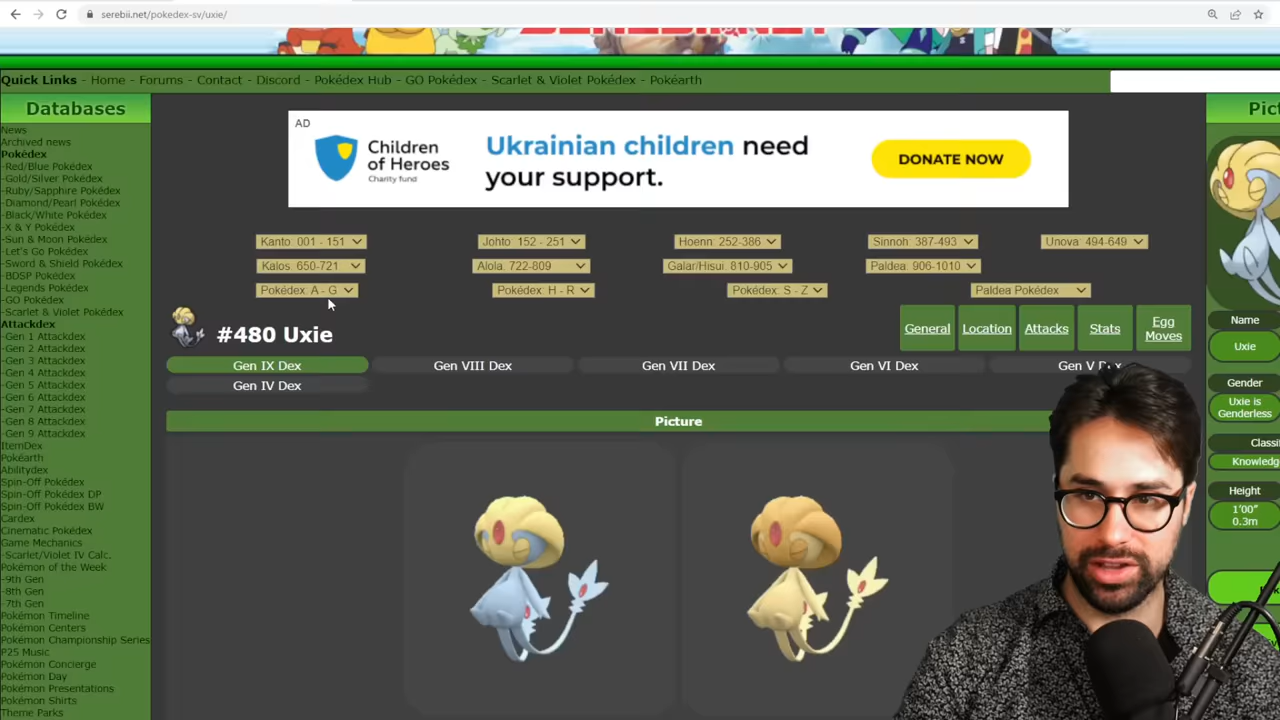 serebii.net/pokedex-sv/uxie/
SEREBII.NET
Quick Links - Home - Forums - Contact - Discord - Pokédex Hub - GO Pokédex - Scarlet & Violet Pokédex - Pokéarth
Databases
News
Archived news
Pokédex
-Red/Blue Pokédex
-Gold/Silver Pokédex
-Ruby/Sapphire Pokédex
-Diamond/Pearl Pokédex
-Black/White Pokédex
-X & Y Pokédex
-Sun & Moon Pokédex
-Let's Go Pokédex
-Sword & Shield Pokédex
-BDSP Pokédex
-Legends Pokédex
-GO Pokédex
-Scarlet & Violet Pokédex
Attackdex
-Gen 1 Attackdex
-Gen 2 Attackdex
-Gen 3 Attackdex
-Gen 4 Attackdex
-Gen 5 Attackdex
-Gen 6 Attackdex
-Gen 7 Attackdex
-Gen 8 Attackdex
-Gen 9 Attackdex
ItemDex
Pokéarth
Abilitydex
Spin-Off Pokédex
Spin-Off Pokédex DP
Spin-Off Pokédex BW
Cardex
Cinematic Pokédex
Game Mechanics
-Scarlet/Violet IV Calc.
Pokémon of the Week
-9th Gen
-8th Gen
-7th Gen
Pokémon Timeline
Pokémon Centers
Pokémon Championship Series
P25 Music
Pokémon Concierge
Pokémon Day
Pokémon Presentations
Pokémon Shirts
Theme Parks
AD
Children of Heroes
Charity fund
Ukrainian children need
your support.
DONATE NOW
Kanto: 001 - 151
Johto: 152 - 251
Hoenn: 252-386
Sinnoh: 387-493
Unova: 494-649
Kalos: 650-721
Alola: 722-809
Galar/Hisui: 810-905
Paldea: 906-1010
Pokédex: A - G
Pokédex: H - R
Pokédex: S - Z
Paldea Pokédex
#480 Uxie
General
Location
Attacks
Stats
Egg
Moves
Gen IX Dex
Gen VIII Dex
Gen VII Dex
Gen VI Dex
Gen V Dex
Gen IV Dex
Picture
Pict
Name
Uxie
Gender
Uxie is
Genderless
Classif
Knowledg
Height
1'00"
0.3m